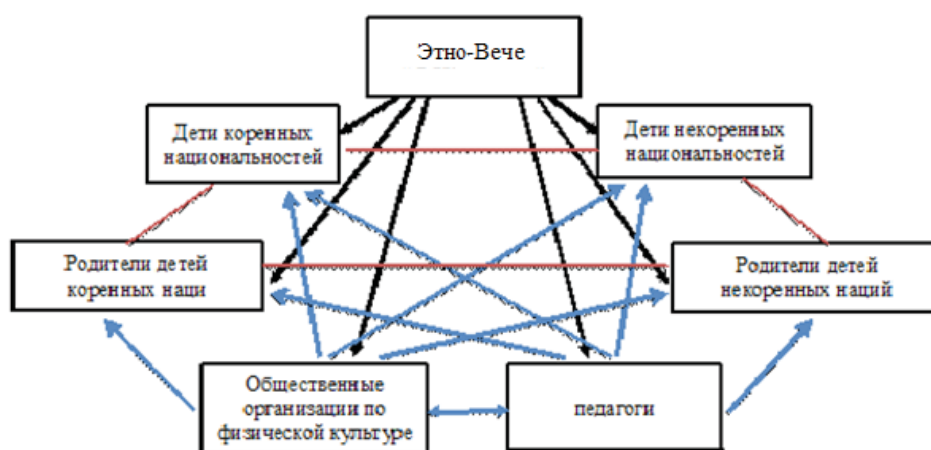 Этно-Вече
Дети коренных
национальностей
Дети некоренных
национальностей
Родители детей
коренных наци
Родители детей
некоренных наций
Общественные
организации по
физической культуре
педагоги